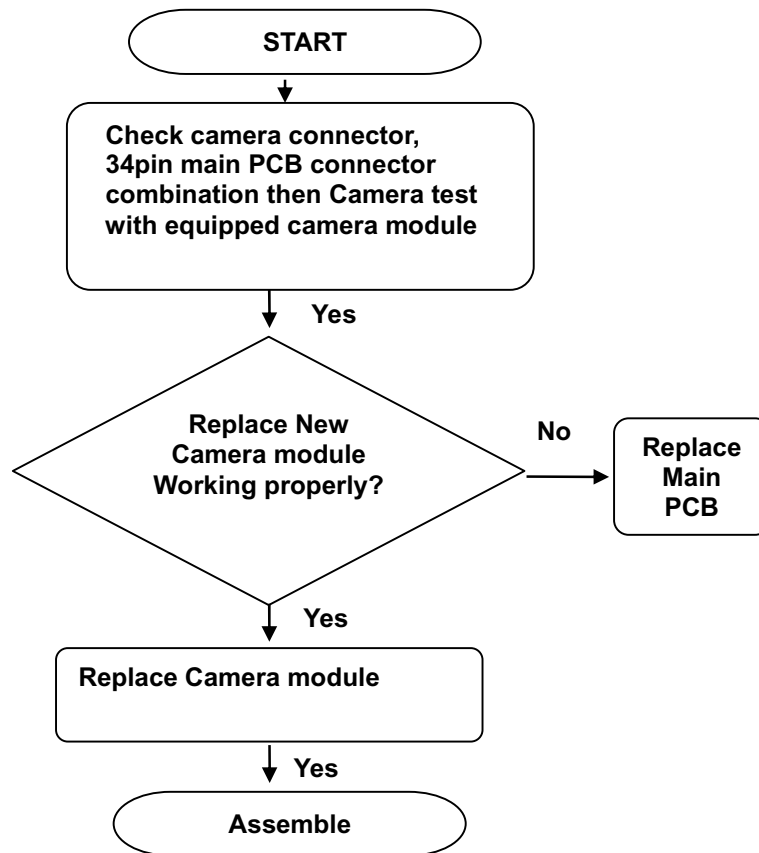 START
Check camera connector,
34pin main PCB connector
combination then Camera test
with equipped camera module
Yes
Replace New
Camera module
Working properly?
No
Replace
Main
PCB
Yes
Replace Camera module
Yes
Assemble